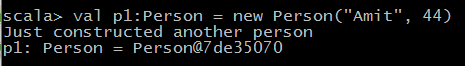 scala> val p1:Person = new Person("Amit", 44)
Just constructed another person
p1: Person = Person@7de35070